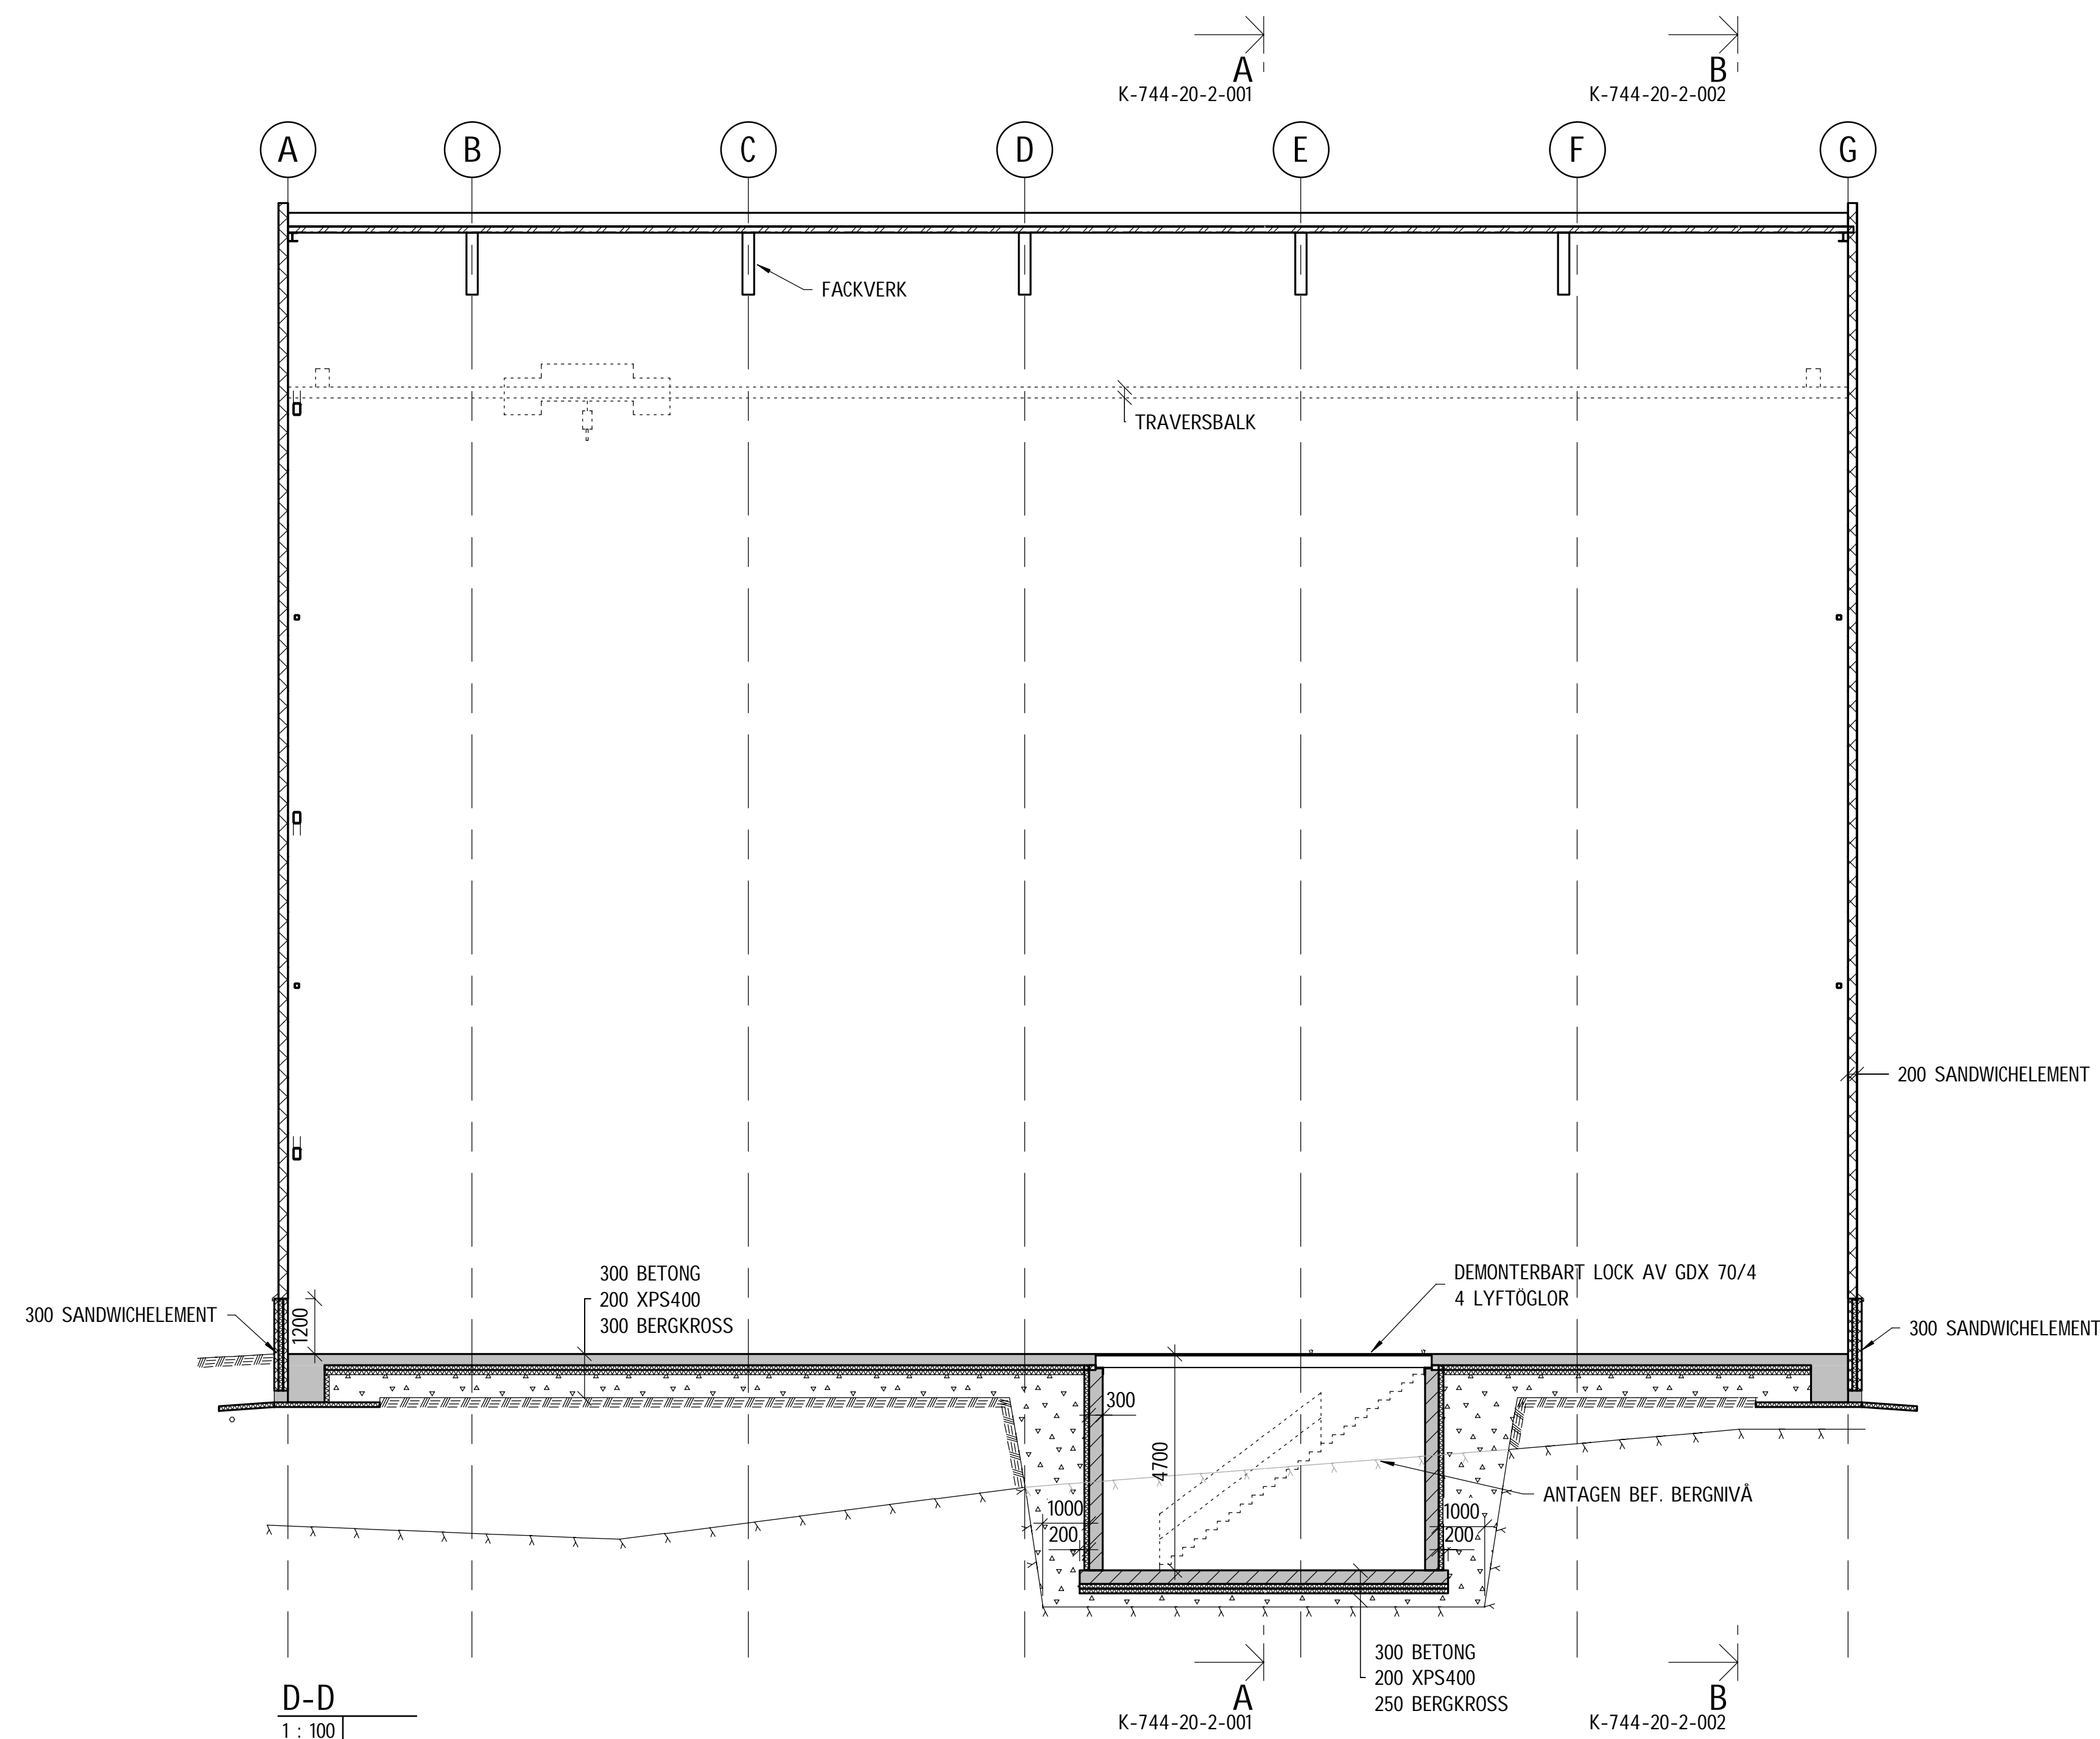 A
K-744-20-2-001
B
K-744-20-2-002
A
B
C
D
E
F
G
FACKVERK
TRAVERSBALK
200 SANDWICHELEMENT
300 BETONG
200 XPS400
300 BERGKROSS
DEMONTERBART LOCK AV GDX 70/4
4 LYFTÖGLOR
300 SANDWICHELEMENT
1200
300 SANDWICHELEMENT
300
4700
ANTAGEN BEF. BERGNIVÅ
1000
200
1000
200
300 BETONG
200 XPS400
250 BERGKROSS
D-D
1 : 100
A
K-744-20-2-001
B
K-744-20-2-002